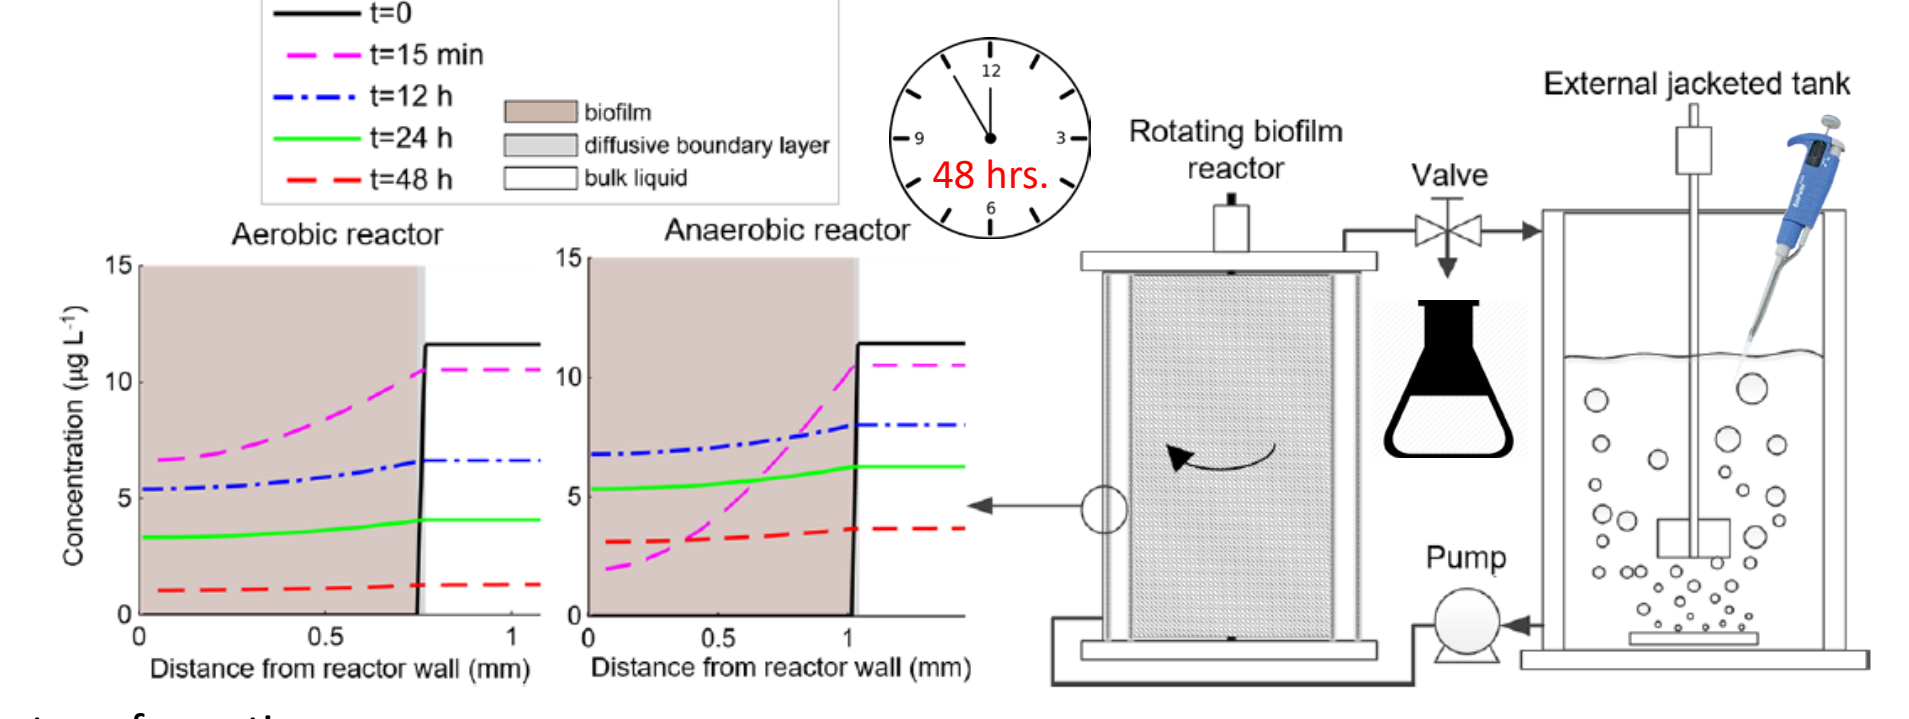 t=0
t=15 min
t=12 h
t=24 h
t=48 h
biofilm
diffusive boundary layer
bulk liquid
12
9
3
6
48 hrs.
Aerobic reactor
Concentration (µg L⁻¹)
15
10
5
0
0
0.5
1
Distance from reactor wall (mm)
Anaerobic reactor
15
10
5
0
0
0.5
1
Distance from reactor wall (mm)
Rotating biofilm
reactor
Valve
Pump
External jacketed tank